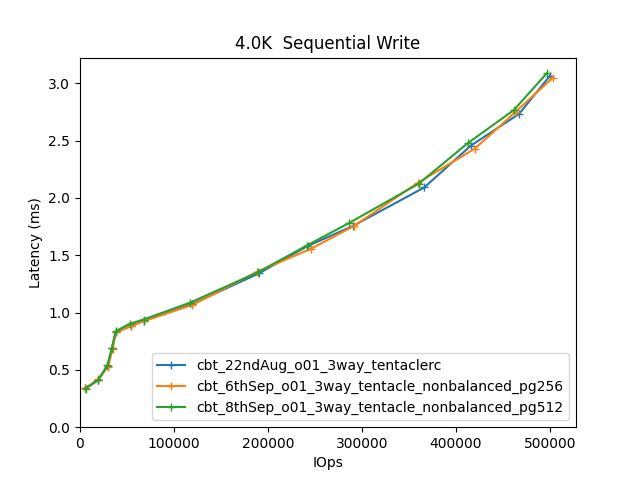 4.0K  Sequential Write
Latency (ms)
3.0
2.5
2.0
1.5
1.0
0.5
0.0
cbt_22ndAug_o01_3way_tentaclerc
cbt_6thSep_o01_3way_tentacle_nonbalanced_pg256
cbt_8thSep_o01_3way_tentacle_nonbalanced_pg512
0 100000 200000 300000 400000 500000
IOps